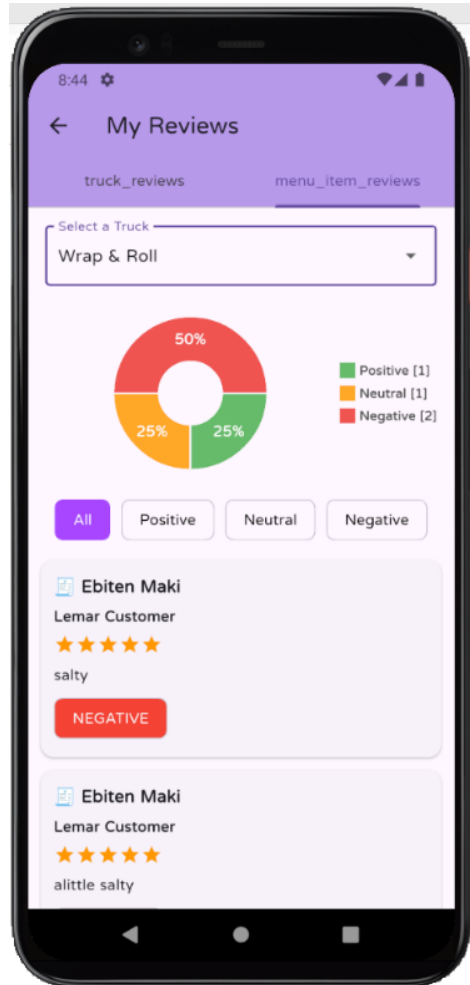 8:44
My Reviews
truck_reviews menu_item_reviews
Select a Truck
Wrap & Roll
50%
25% 25%
Positive [1]
Neutral [1]
Negative [2]
All Positive Neutral Negative
Ebiten Maki
Lemar Customer
salty
NEGATIVE
Ebiten Maki
Lemar Customer
alittle salty